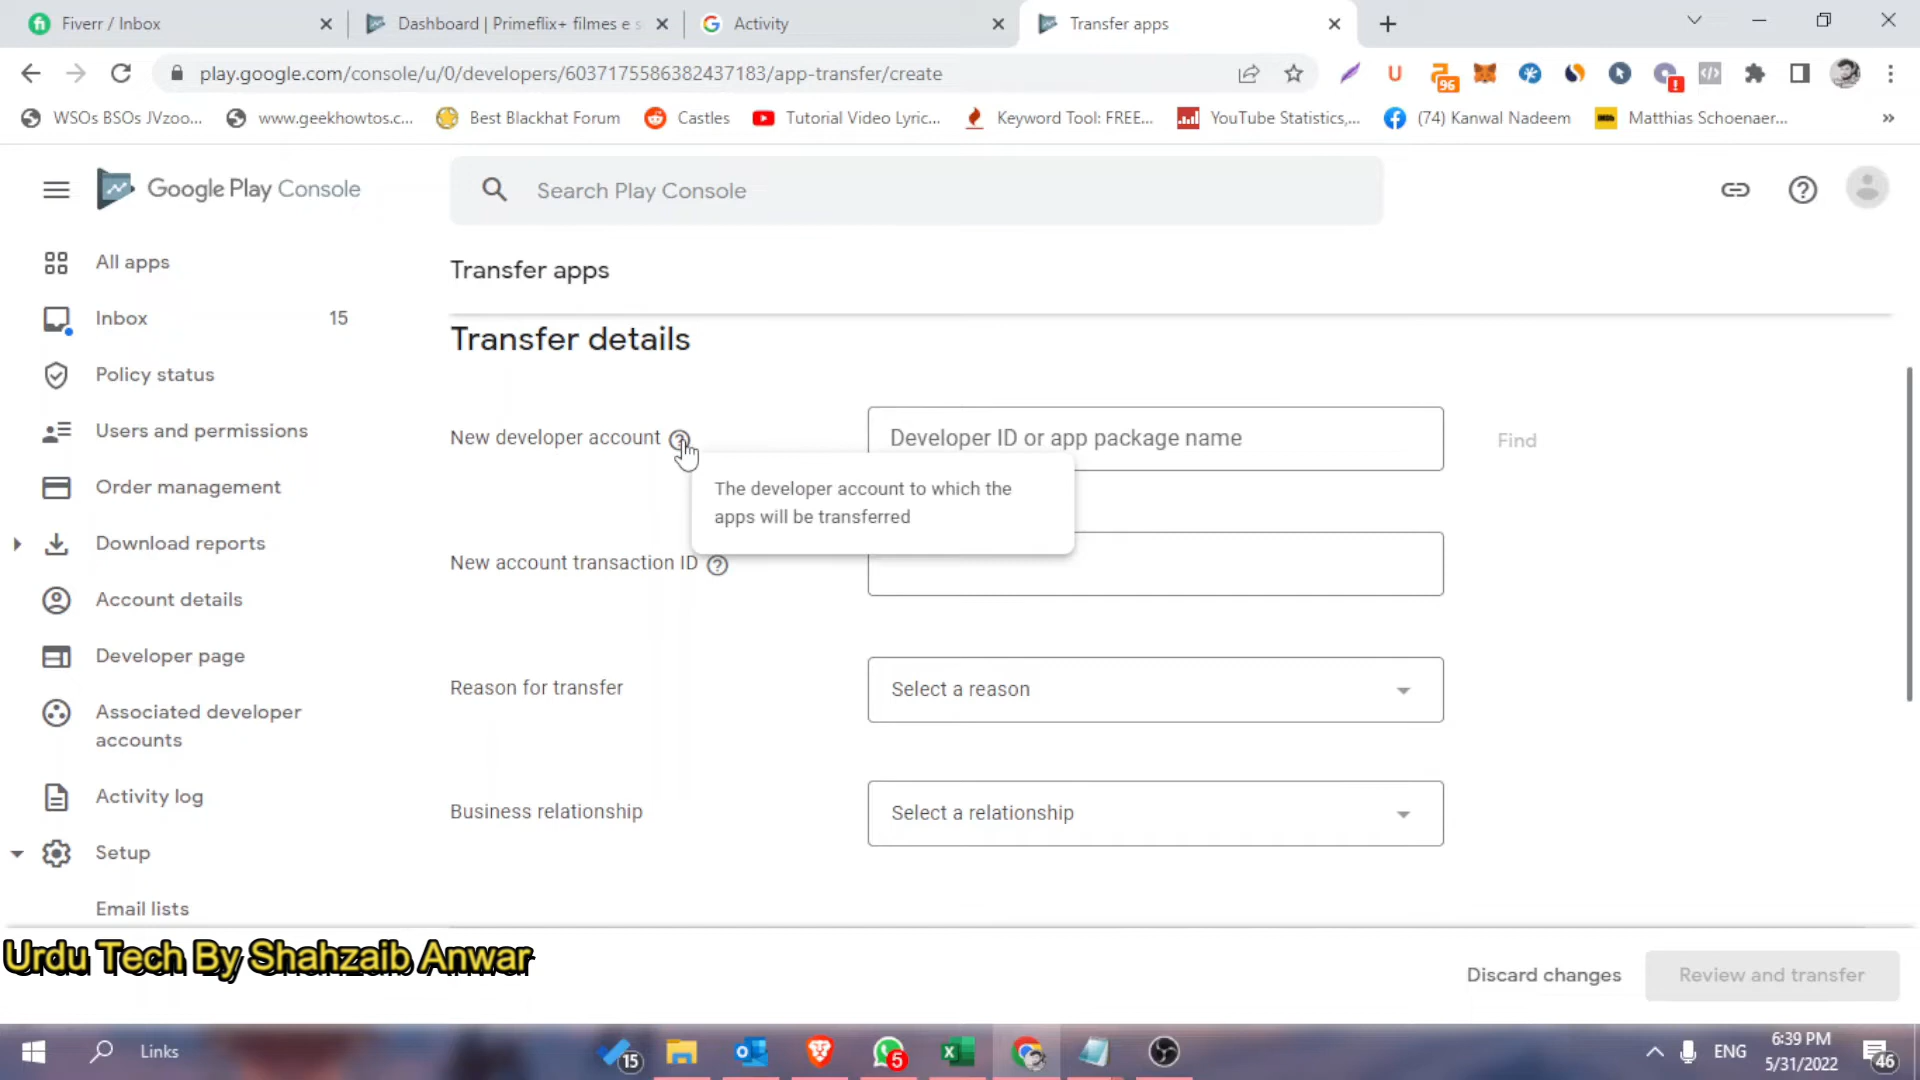 Fiverr / Inbox
Dashboard | Primeflix+ filmes e s
Activity
Transfer apps
play.google.com/console/u/0/developers/6037175586382437183/app-transfer/create
96
WSOs BSOs JVzoo...
www.geekhowtos.c...
Best Blackhat Forum
Castles
Tutorial Video Lyric...
Keyword Tool: FREE...
YouTube Statistics,...
(74) Kanwal Nadeem
Matthias Schoenaer...
»
Google Play Console
Search Play Console
All apps
Inbox 15
Policy status
Users and permissions
Order management
Download reports
Account details
Developer page
Associated developer
accounts
Activity log
Setup
Email lists
Transfer apps
Transfer details
New developer account
Developer ID or app package name
Find
The developer account to which the
apps will be transferred
New account transaction ID
Reason for transfer
Select a reason
Business relationship
Select a relationship
Urdu Tech By Shahzaib Anwar
Discard changes
Review and transfer
Links
15
5
ENG
6:39 PM
5/31/2022
46